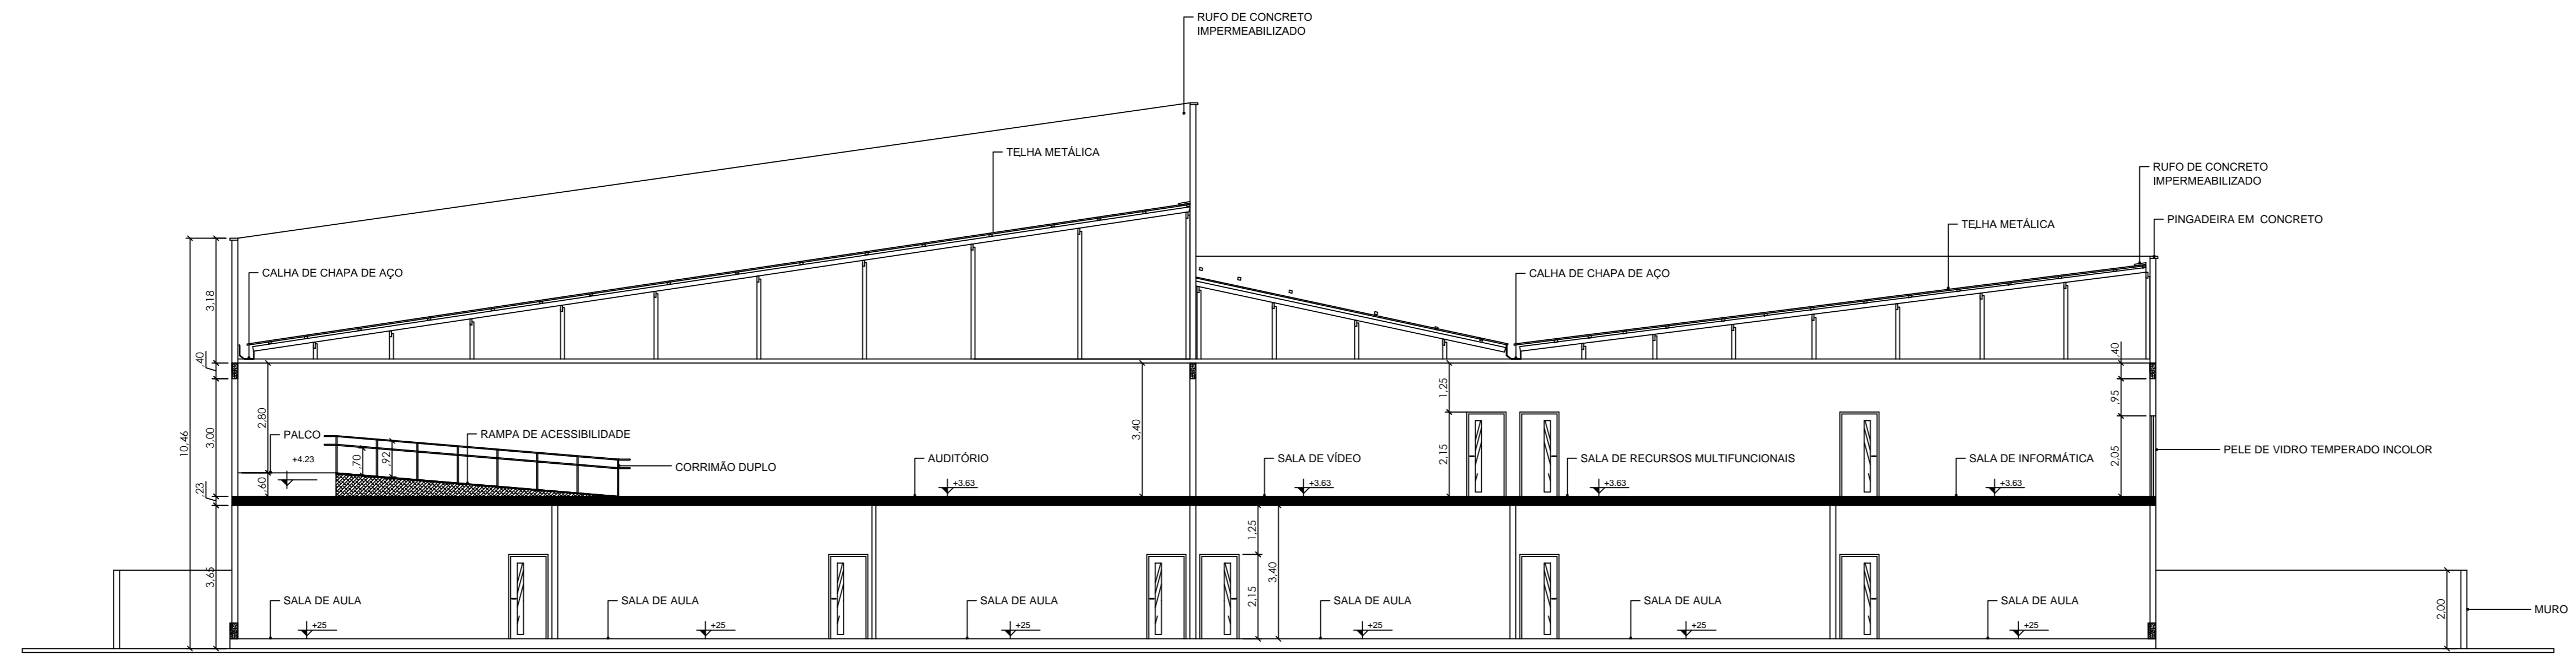 RUFO DE CONCRETO
IMPERMEABILIZADO
TELHA METÁLICA
RUFO DE CONCRETO
IMPERMEABILIZADO
PINGADEIRA EM CONCRETO
TELHA METÁLICA
CALHA DE CHAPA DE AÇO
CALHA DE CHAPA DE AÇO
10,46
3,18
,40
3,00
,23
3,65
2,80
,60
PALCO
+4.23
,70
,92
RAMPA DE ACESSIBILIDADE
CORRIMÃO DUPLO
AUDITÓRIO
+3.63
3,40
SALA DE VÍDEO
+3.63
1,25
2,15
SALA DE RECURSOS MULTIFUNCIONAIS
+3.63
SALA DE INFORMÁTICA
+3.63
,40
,95
2,05
PELE DE VIDRO TEMPERADO INCOLOR
SALA DE AULA
+25
SALA DE AULA
+25
SALA DE AULA
+25
1,25
2,15
3,40
SALA DE AULA
+25
SALA DE AULA
+25
SALA DE AULA
+25
2,00
MURO